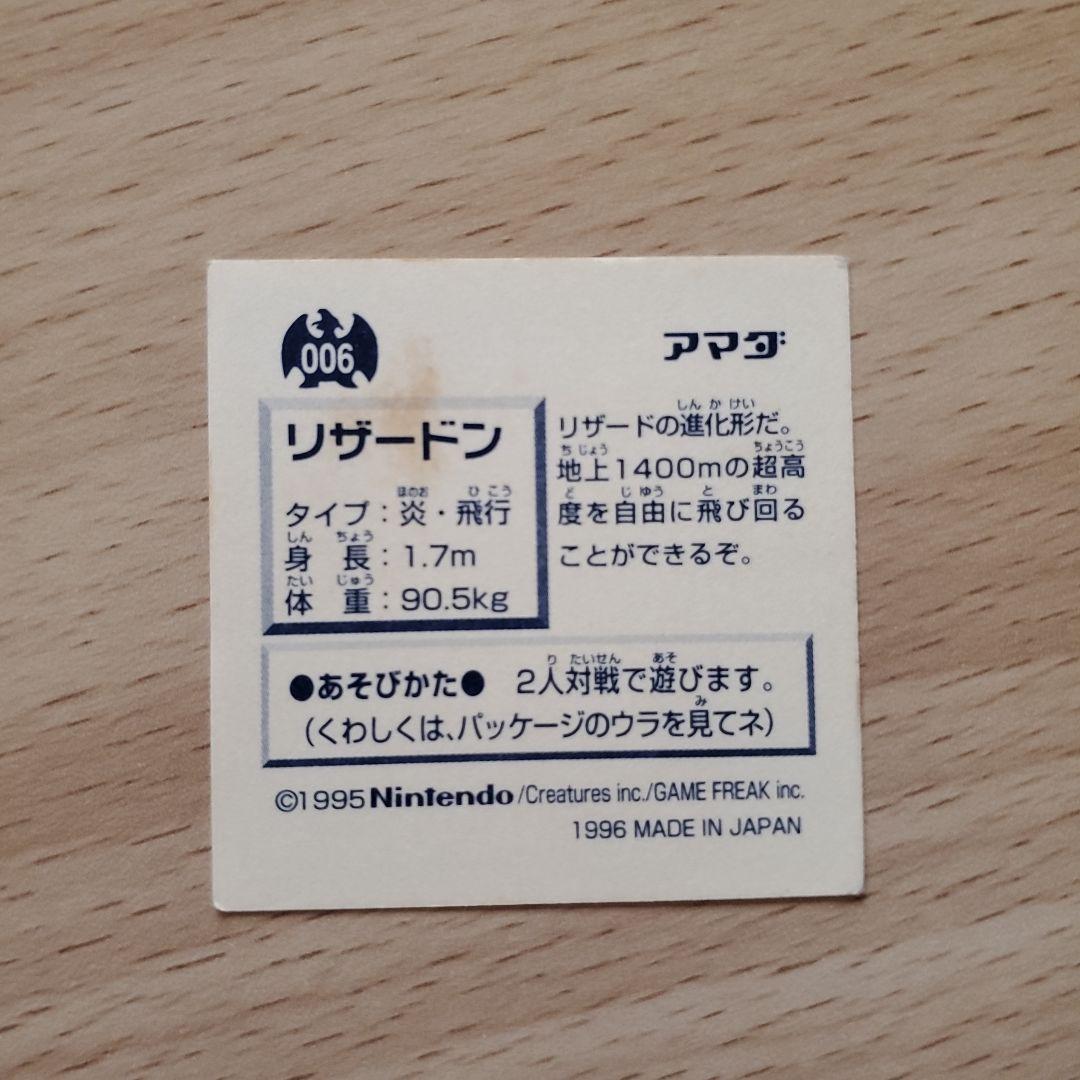 006
アマダ
リザードン
タイプ：炎・飛行
身長：1.7m
体重：90.5kg
リザードの進化形だ。
地上1400mの超高
度を自由に飛び回る
ことができるぞ。
●あそびかた● 2人対戦で遊びます。
(くわしくは、パッケージのウラを見てネ)
©1995 Nintendo/Creatures inc./GAME FREAK inc.
1996 MADE IN JAPAN